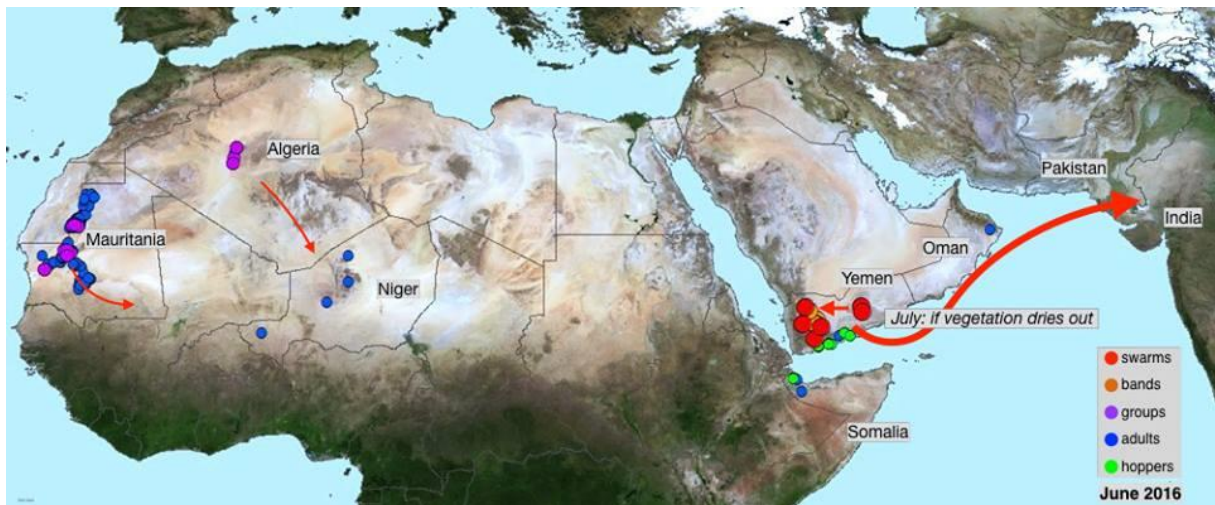 Algeria
Pakistan
Mauritania
India
Oman
Yemen
Niger
July: if vegetation dries out
swarms
bands
groups
adults
hoppers
Somalia
June 2016